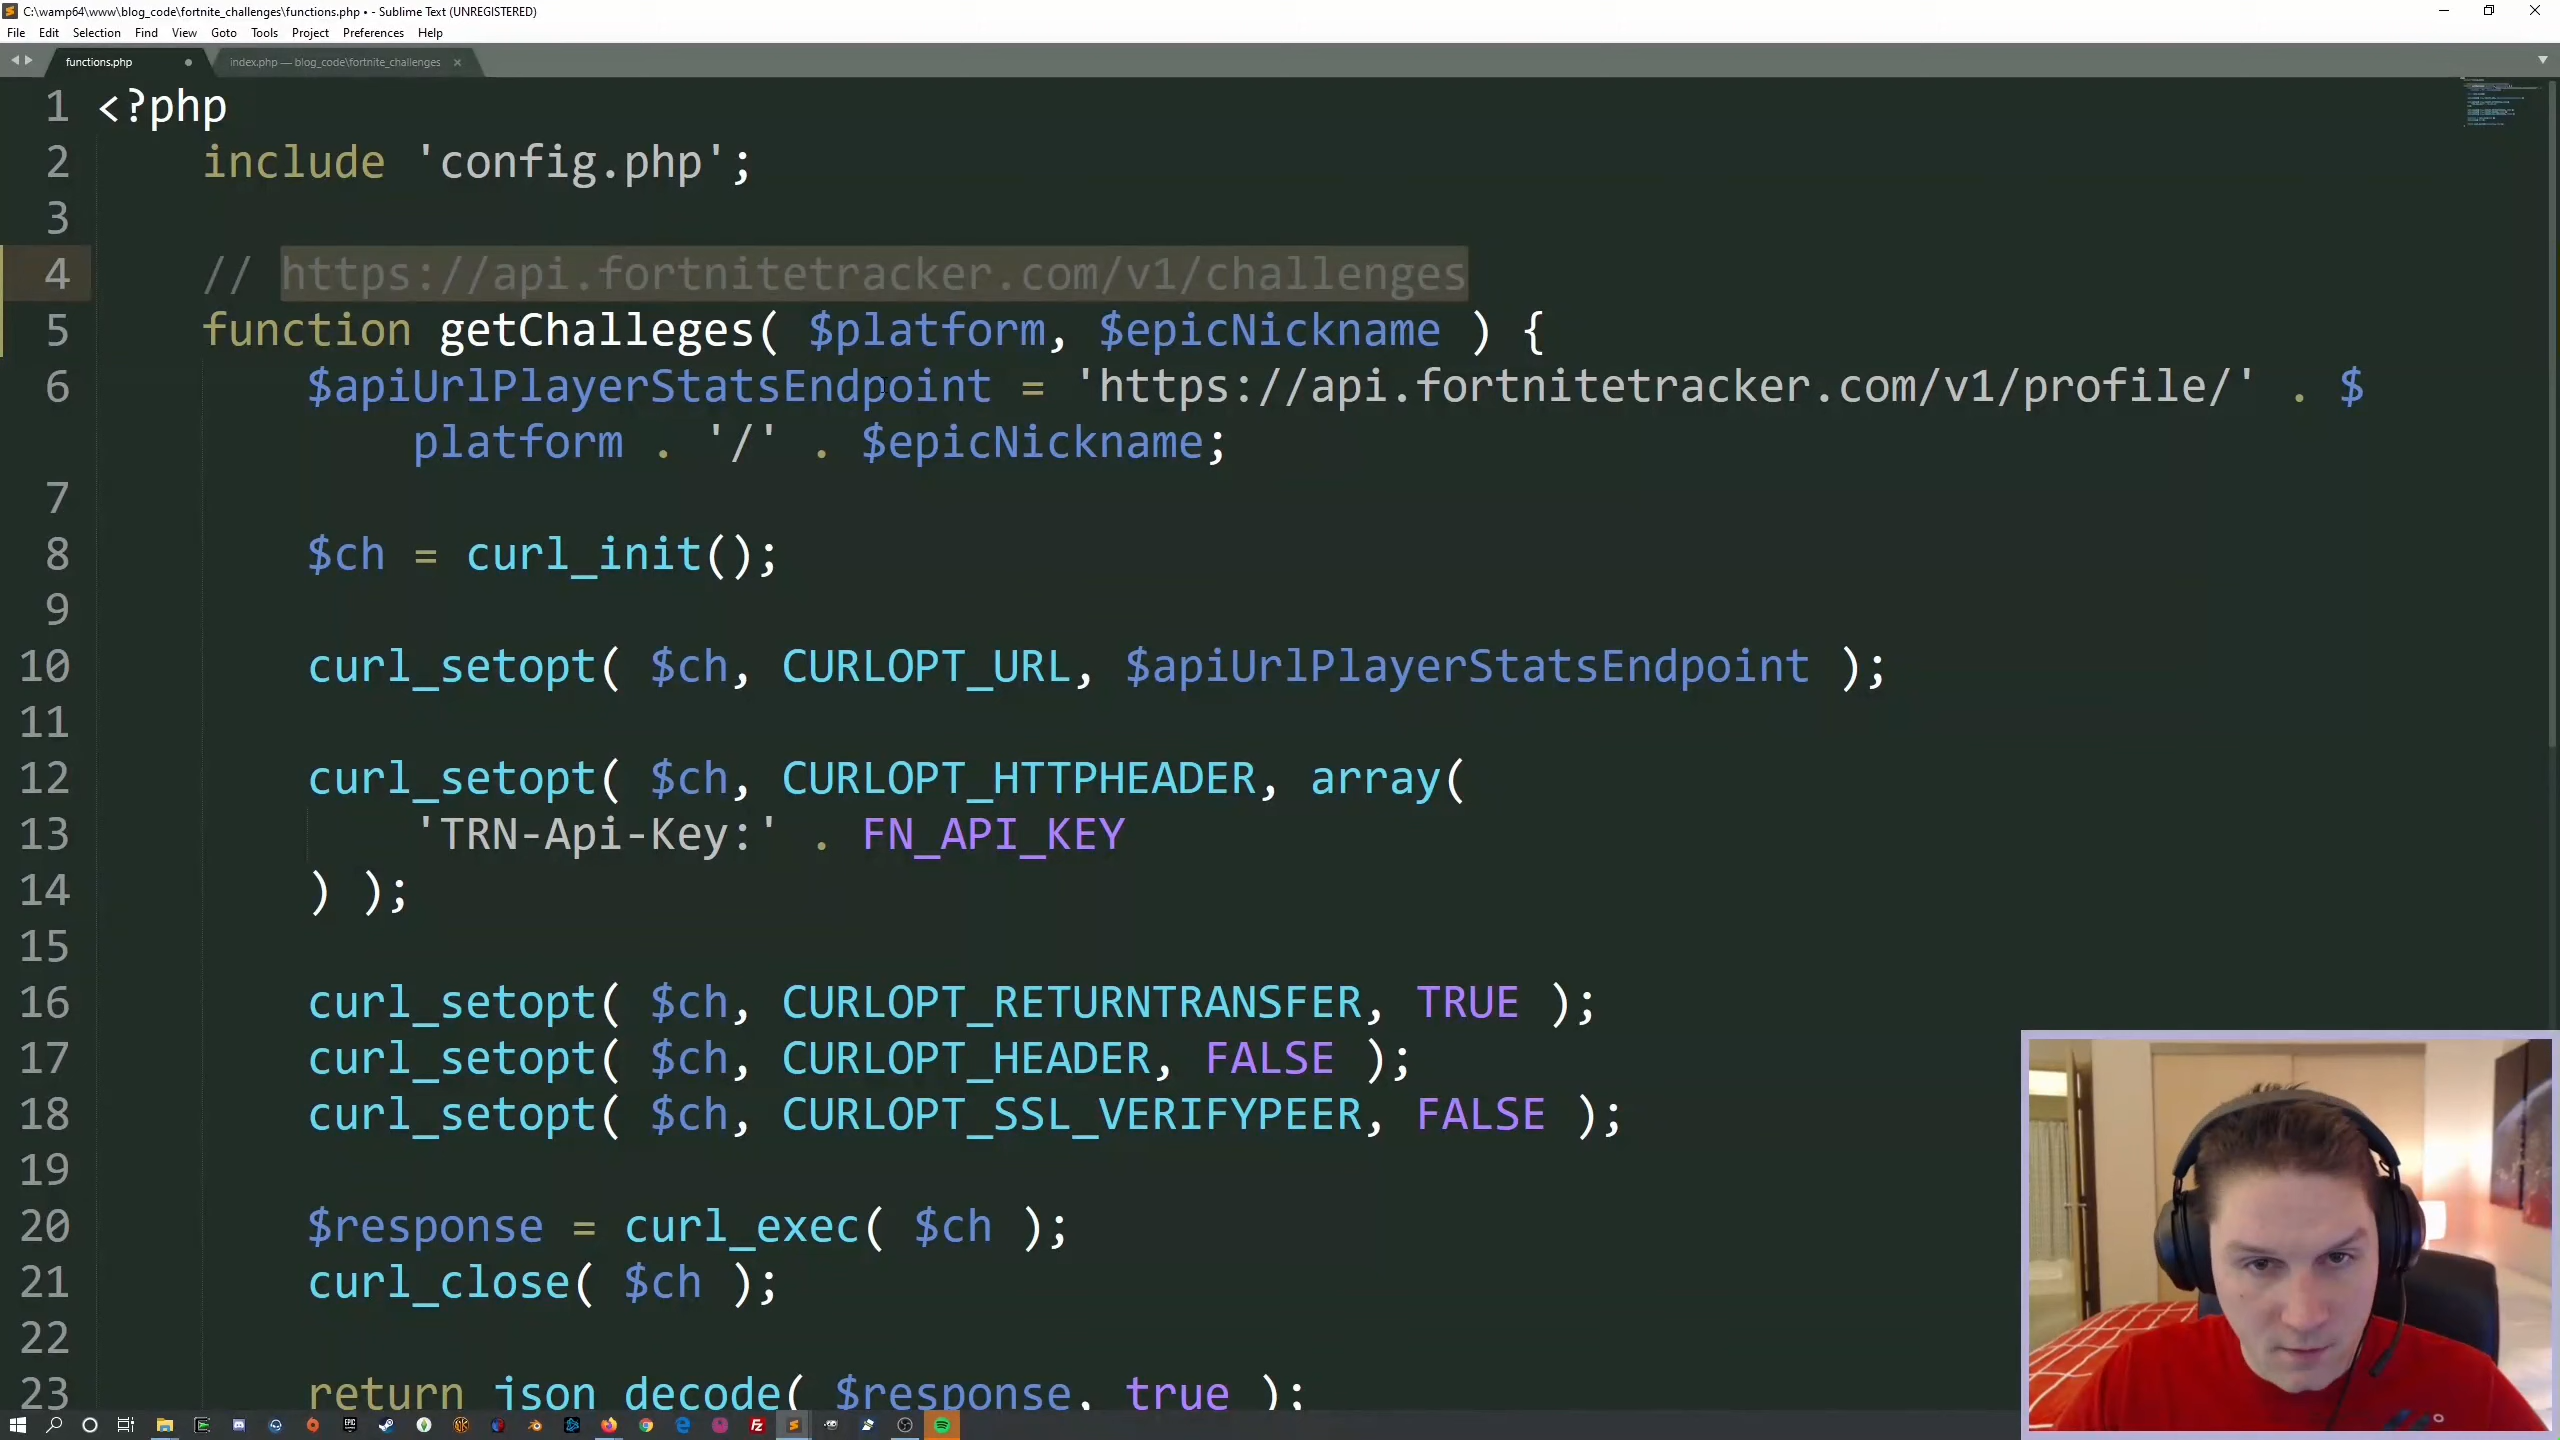 C:\wamp64\www\blog_code\fortnite_challenges\functions.php • - Sublime Text (UNREGISTERED)
File Edit Selection Find View Goto Tools Project Preferences Help
functions.php index.php — blog_code\fortnite_challenges
1 <?php
2 include 'config.php';
3
4 // https://api.fortnitetracker.com/v1/challenges
5 function getChalleges( $platform, $epicNickname ) {
6 $apiUrlPlayerStatsEndpoint = 'https://api.fortnitetracker.com/v1/profile/' . $
platform . '/' . $epicNickname;
7
8 $ch = curl_init();
9
10 curl_setopt( $ch, CURLOPT_URL, $apiUrlPlayerStatsEndpoint );
11
12 curl_setopt( $ch, CURLOPT_HTTPHEADER, array(
13 'TRN-Api-Key:' . FN_API_KEY
14 ) );
15
16 curl_setopt( $ch, CURLOPT_RETURNTRANSFER, TRUE );
17 curl_setopt( $ch, CURLOPT_HEADER, FALSE );
18 curl_setopt( $ch, CURLOPT_SSL_VERIFYPEER, FALSE );
19
20 $response = curl_exec( $ch );
21 curl_close( $ch );
22
23 return json_decode( $response, true );